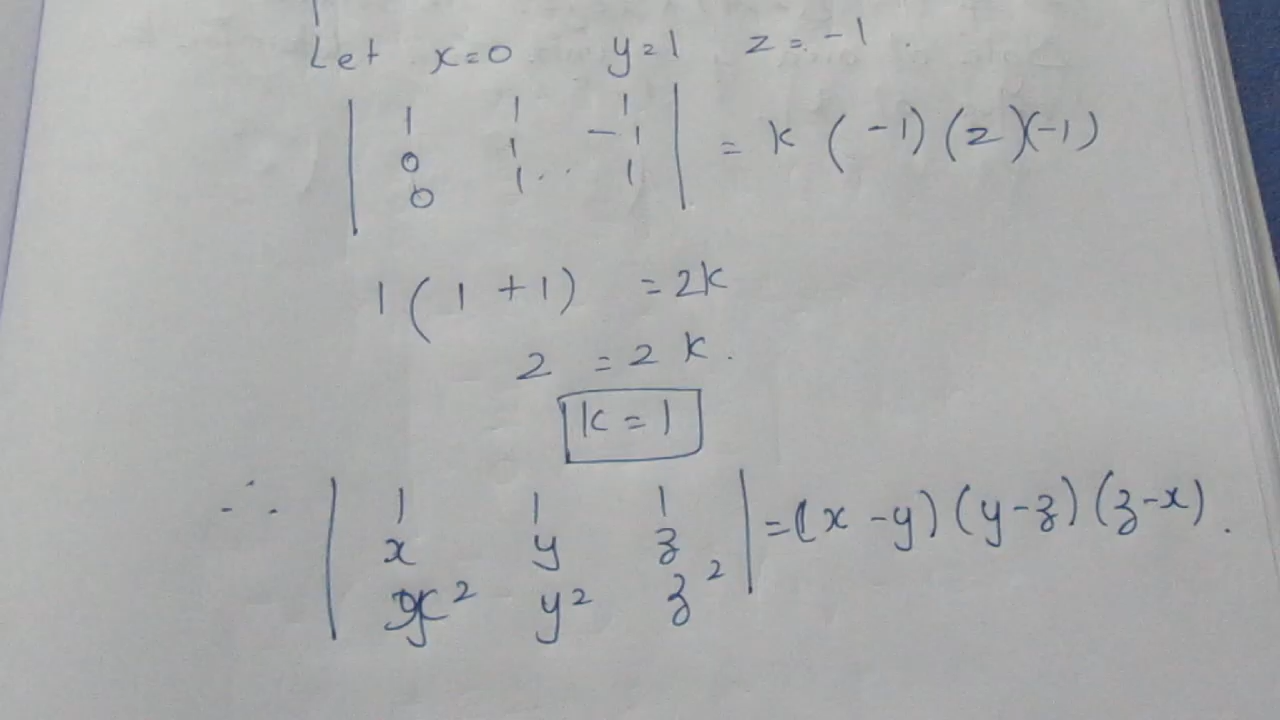 Let x=0 y=1 z=-1.
| 1 1 1 |
| 0 1 -1 | = k (-1)(2)(-1)
| 0 1 1 |
1(1+1) =2k
2 =2 k.
k=1
∴ | 1 1 1 |
| x y z | =(x-y)(y-z)(z-x).
| x² y² z² |